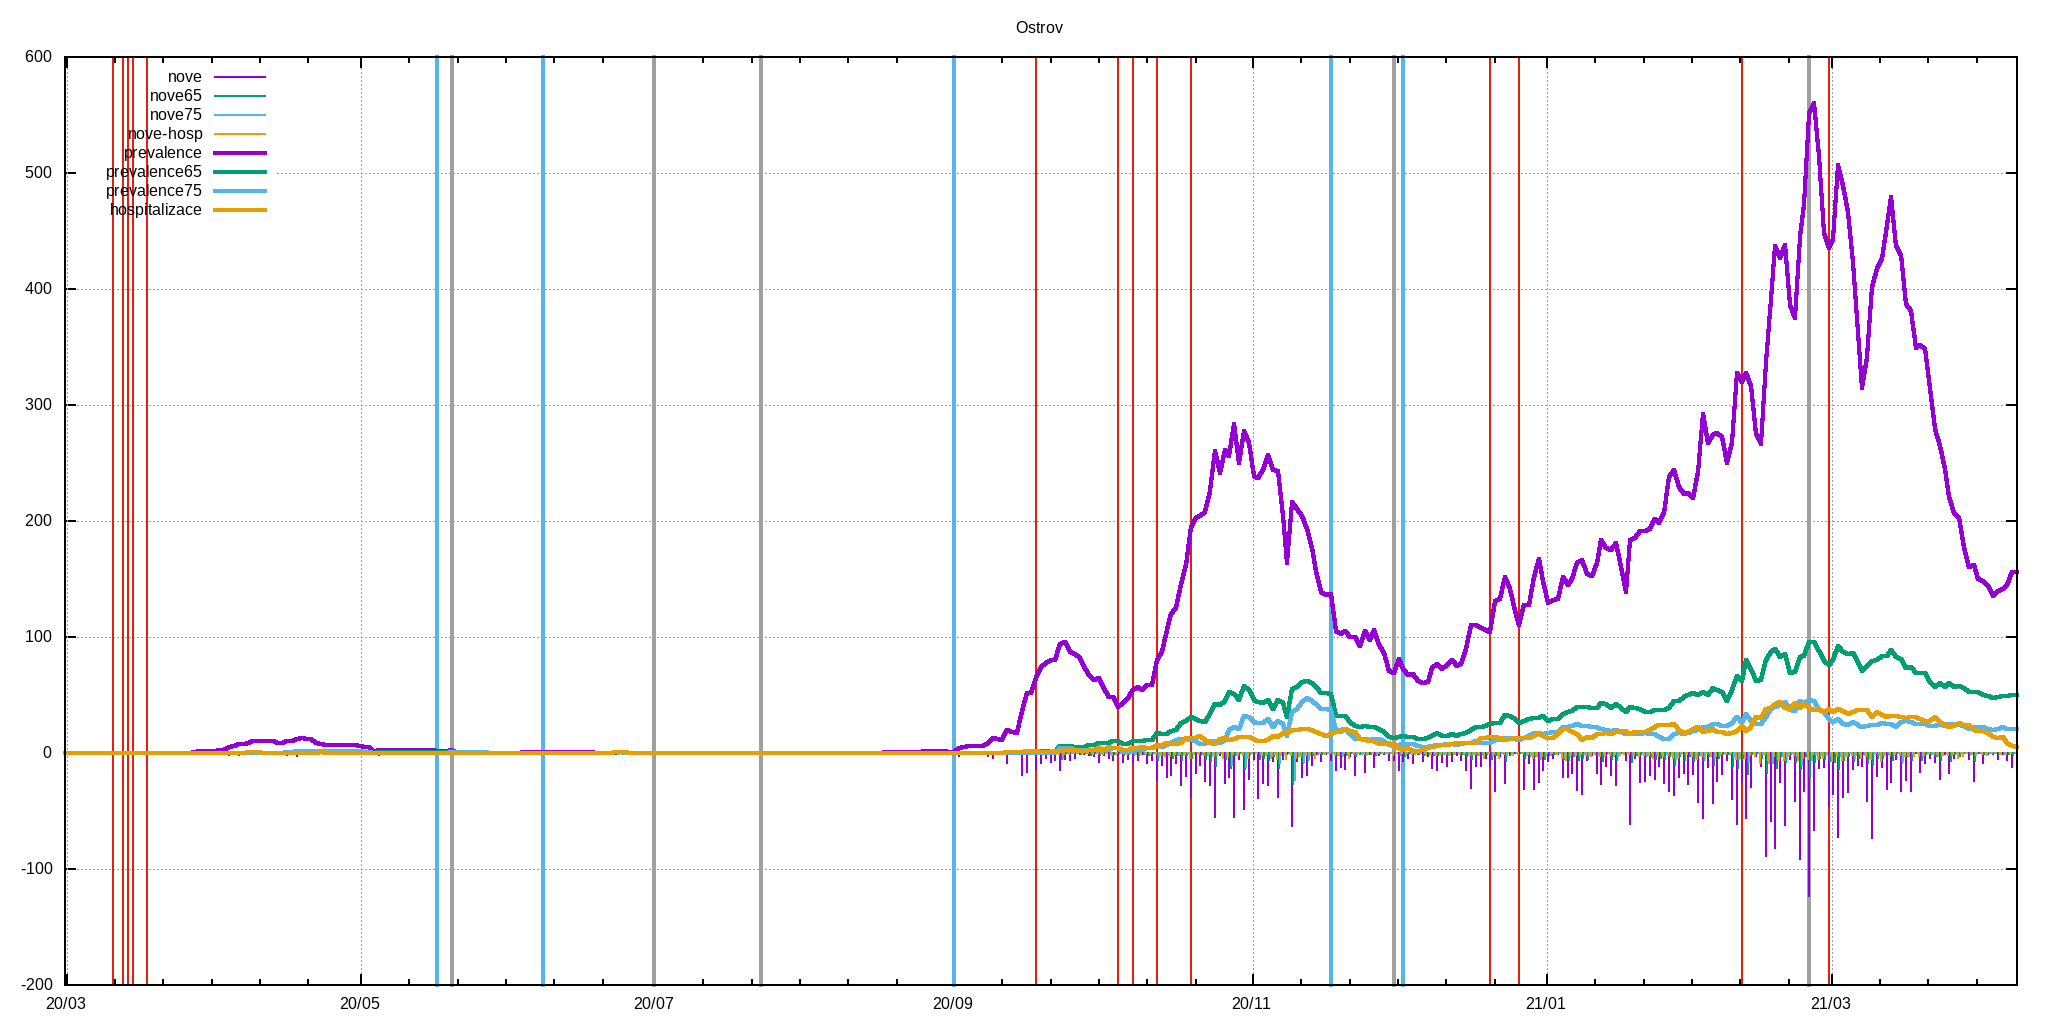 Ostrov
600
500
400
300
200
100
0
-100
-200
nove
nove65
nove75
nove-hosp
prevalence
prevalence65
prevalence75
hospitalizace
20/03 20/05 20/07 20/09 20/11 21/01 21/03